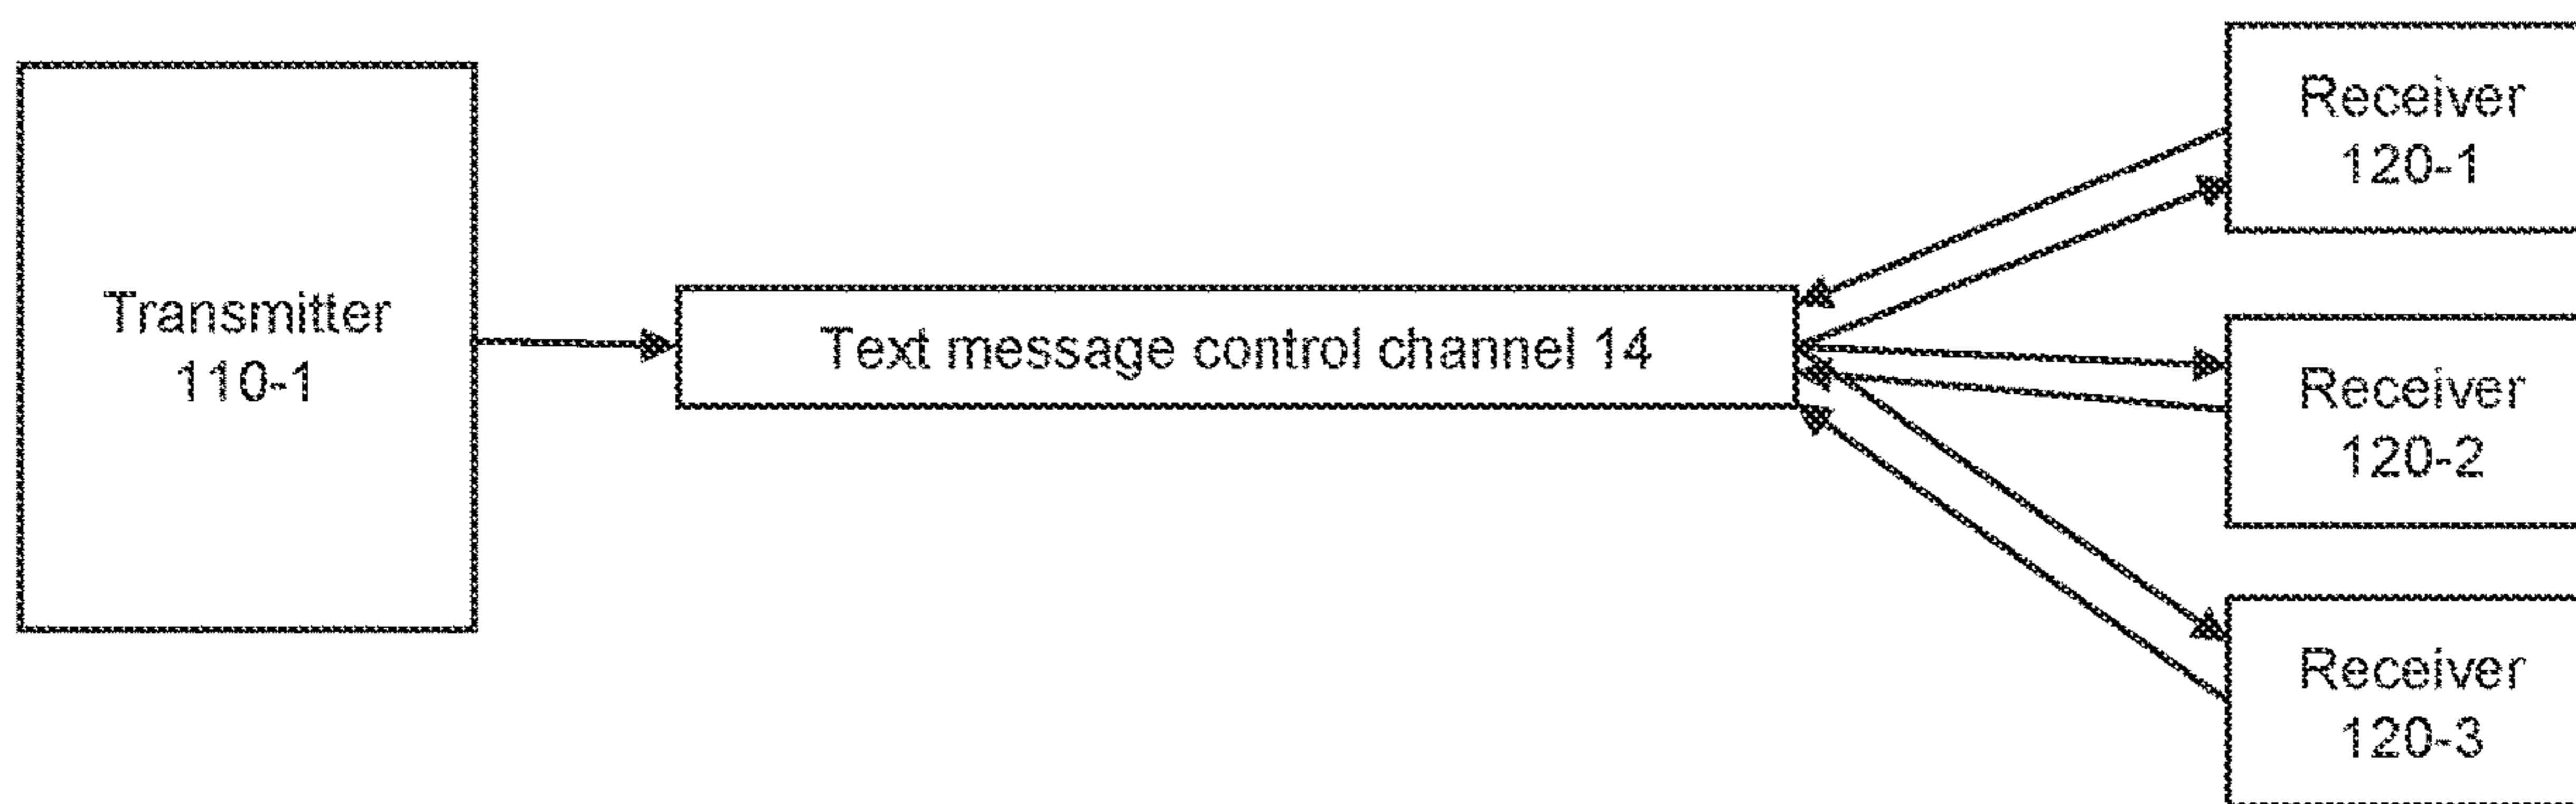 Transmitter
110-1
Text message control channel 14
Receiver
120-1
Receiver
120-2
Receiver
120-3